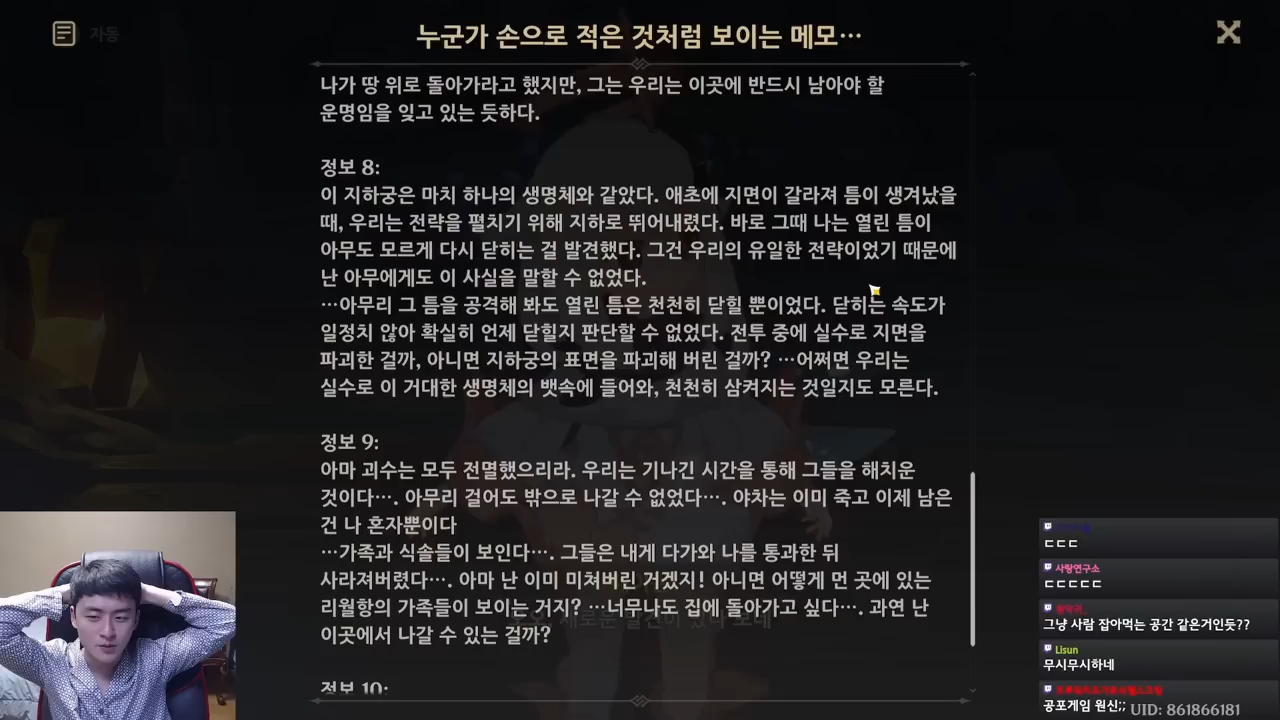 자동
누군가 손으로 적은 것처럼 보이는 메모…
나가 땅 위로 돌아가라고 했지만, 그는 우리는 이곳에 반드시 남아야 할
운명임을 잊고 있는 듯하다.
정보 8:
이 지하궁은 마치 하나의 생명체와 같았다. 애초에 지면이 갈라져 틈이 생겨났을
때, 우리는 전략을 펼치기 위해 지하로 뛰어내렸다. 바로 그때 나는 열린 틈이
아무도 모르게 다시 닫히는 걸 발견했다. 그건 우리의 유일한 전략이었기 때문에
난 아무에게도 이 사실을 말할 수 없었다.
…아무리 그 틈을 공격해 봐도 열린 틈은 천천히 닫힐 뿐이었다. 닫히는 속도가
일정치 않아 확실히 언제 닫힐지 판단할 수 없었다. 전투 중에 실수로 지면을
파괴한 걸까, 아니면 지하궁의 표면을 파괴해 버린 걸까? …어쩌면 우리는
실수로 이 거대한 생명체의 뱃속에 들어와, 천천히 삼켜지는 것일지도 모른다.
정보 9:
아마 괴수는 모두 전멸했으리라. 우리는 기나긴 시간을 통해 그들을 해치운
것이다…. 아무리 걸어도 밖으로 나갈 수 없었다…. 야차는 이미 죽고 이제 남은
건 나 혼자뿐이다
…가족과 식솔들이 보인다…. 그들은 내게 다가와 나를 통과한 뒤
사라져버렸다…. 아마 난 이미 미쳐버린 거겠지! 아니면 어떻게 먼 곳에 있는
리월항의 가족들이 보이는 거지? …너무나도 집에 돌아가고 싶다…. 과연 난
이곳에서 나갈 수 있는 걸까?
정보 10:
ㄷㄷㄷ
사랑연구소
ㄷㄷㄷㄷㄷ
그냥 사람 잡아먹는 공간 같은거인듯??
Lisun
무시무시하네
공포게임 원신;;
UID: 861866181